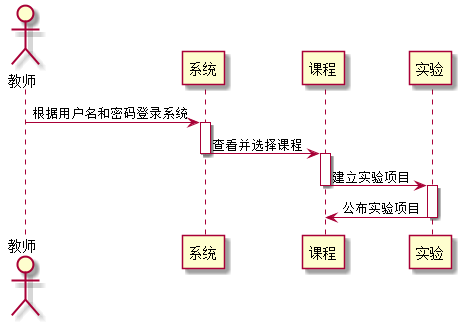 教师
系统
课程
实验
根据用户名和密码登录系统
查看并选择课程
建立实验项目
公布实验项目
教师
系统
课程
实验